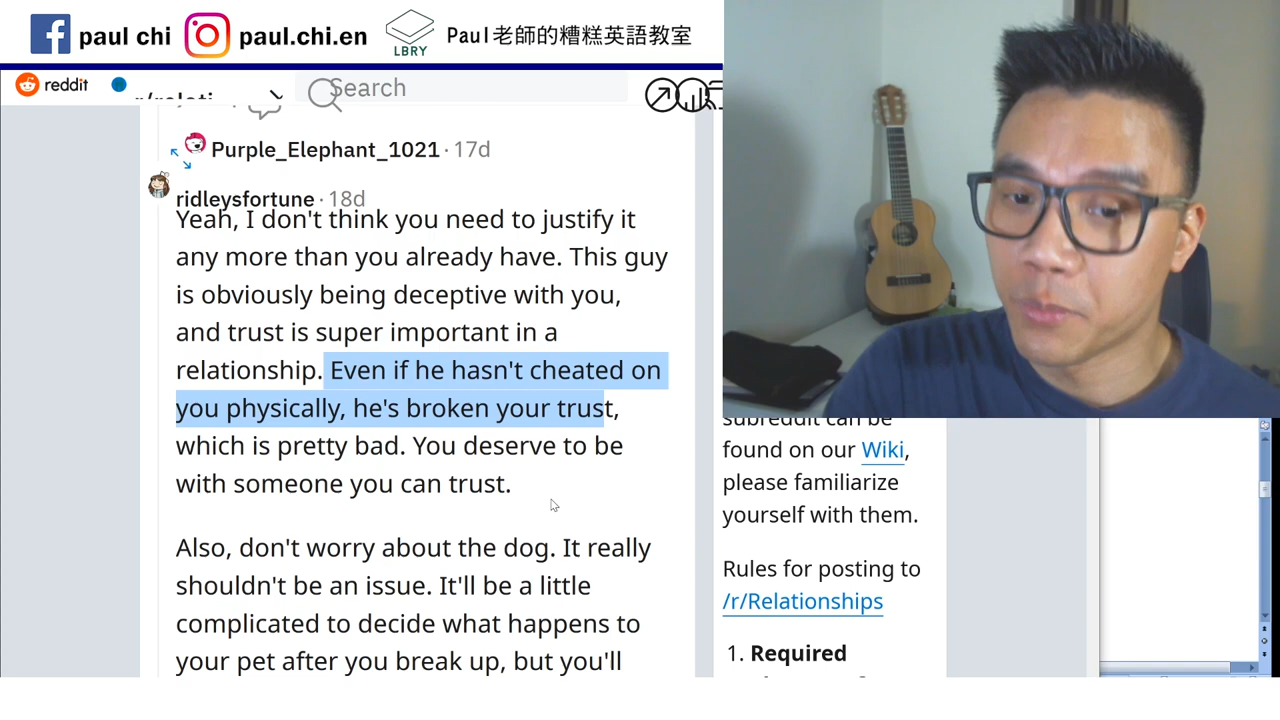 paul chi paul.chi.en LBRY Paul老師的糟糕英語教室
reddit Search
Purple_Elephant_1021 · 17d
ridleysfortune · 18d
Yeah, I don't think you need to justify it
any more than you already have. This guy
is obviously being deceptive with you,
and trust is super important in a
relationship. Even if he hasn't cheated on
you physically, he's broken your trust,
which is pretty bad. You deserve to be
with someone you can trust.
Also, don't worry about the dog. It really
shouldn't be an issue. It'll be a little
complicated to decide what happens to
your pet after you break up, but you'll
subreddit can be
found on our Wiki,
please familiarize
yourself with them.
Rules for posting to
/r/Relationships
1. Required